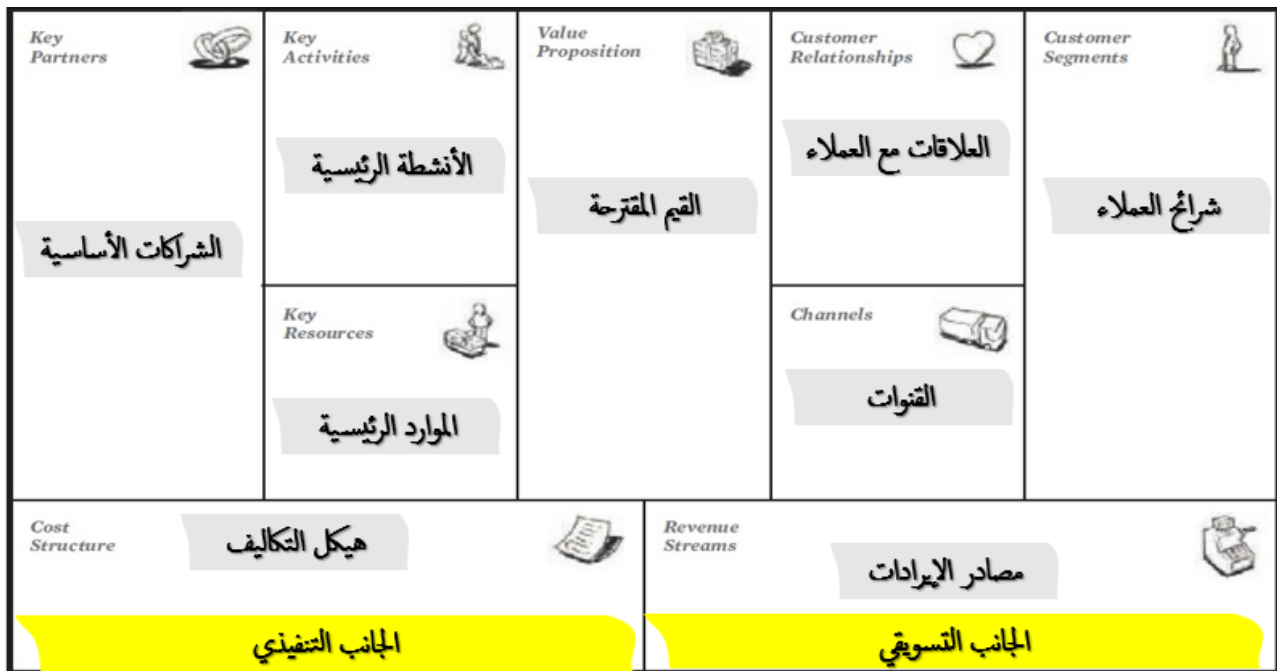 Key
Partners
الشراكات الأساسية
Key
Activities
الأنشطة الرئيسية
Key
Resources
الموارد الرئيسية
Value
Proposition
القيم المقترحة
Customer
Relationships
العلاقات مع العملاء
Channels
القنوات
Customer
Segments
شرائح العملاء
Cost
Structure
هيكل التكاليف
الجانب التنفيذي
Revenue
Streams
مصادر الإيرادات
الجانب التسويقي